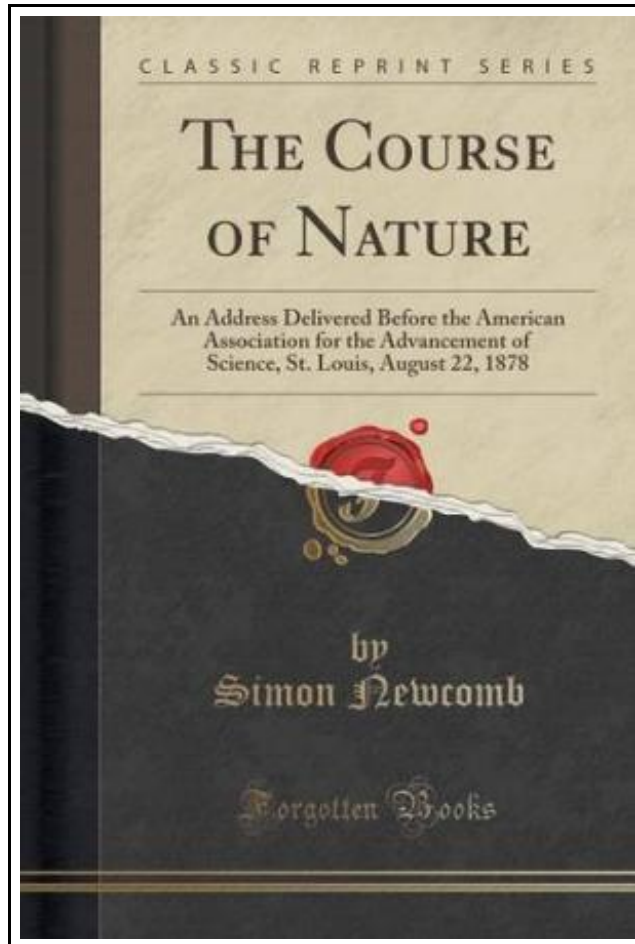 CLASSIC REPRINT SERIES
THE COURSE
OF NATURE
An Address Delivered Before the American
Association for the Advancement of
Science, St. Louis, August 22, 1878
by
Simon Newcomb
Forgotten Books